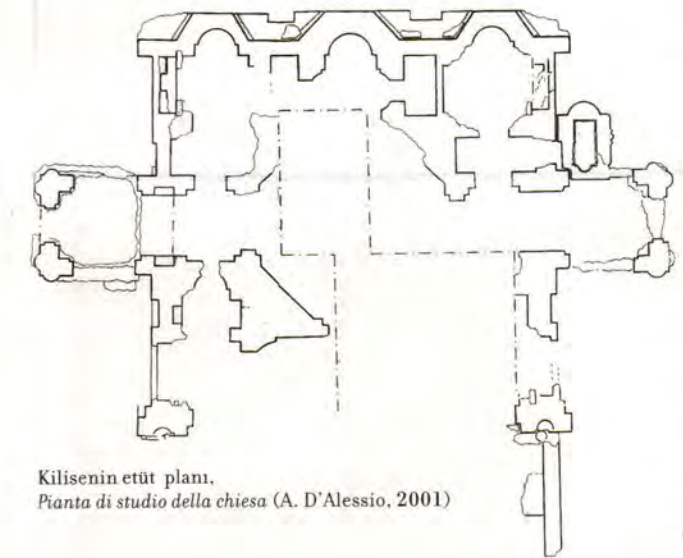 Kilisenin etüt planı,
Pianta di studio della chiesa (A. D'Alessio, 2001)